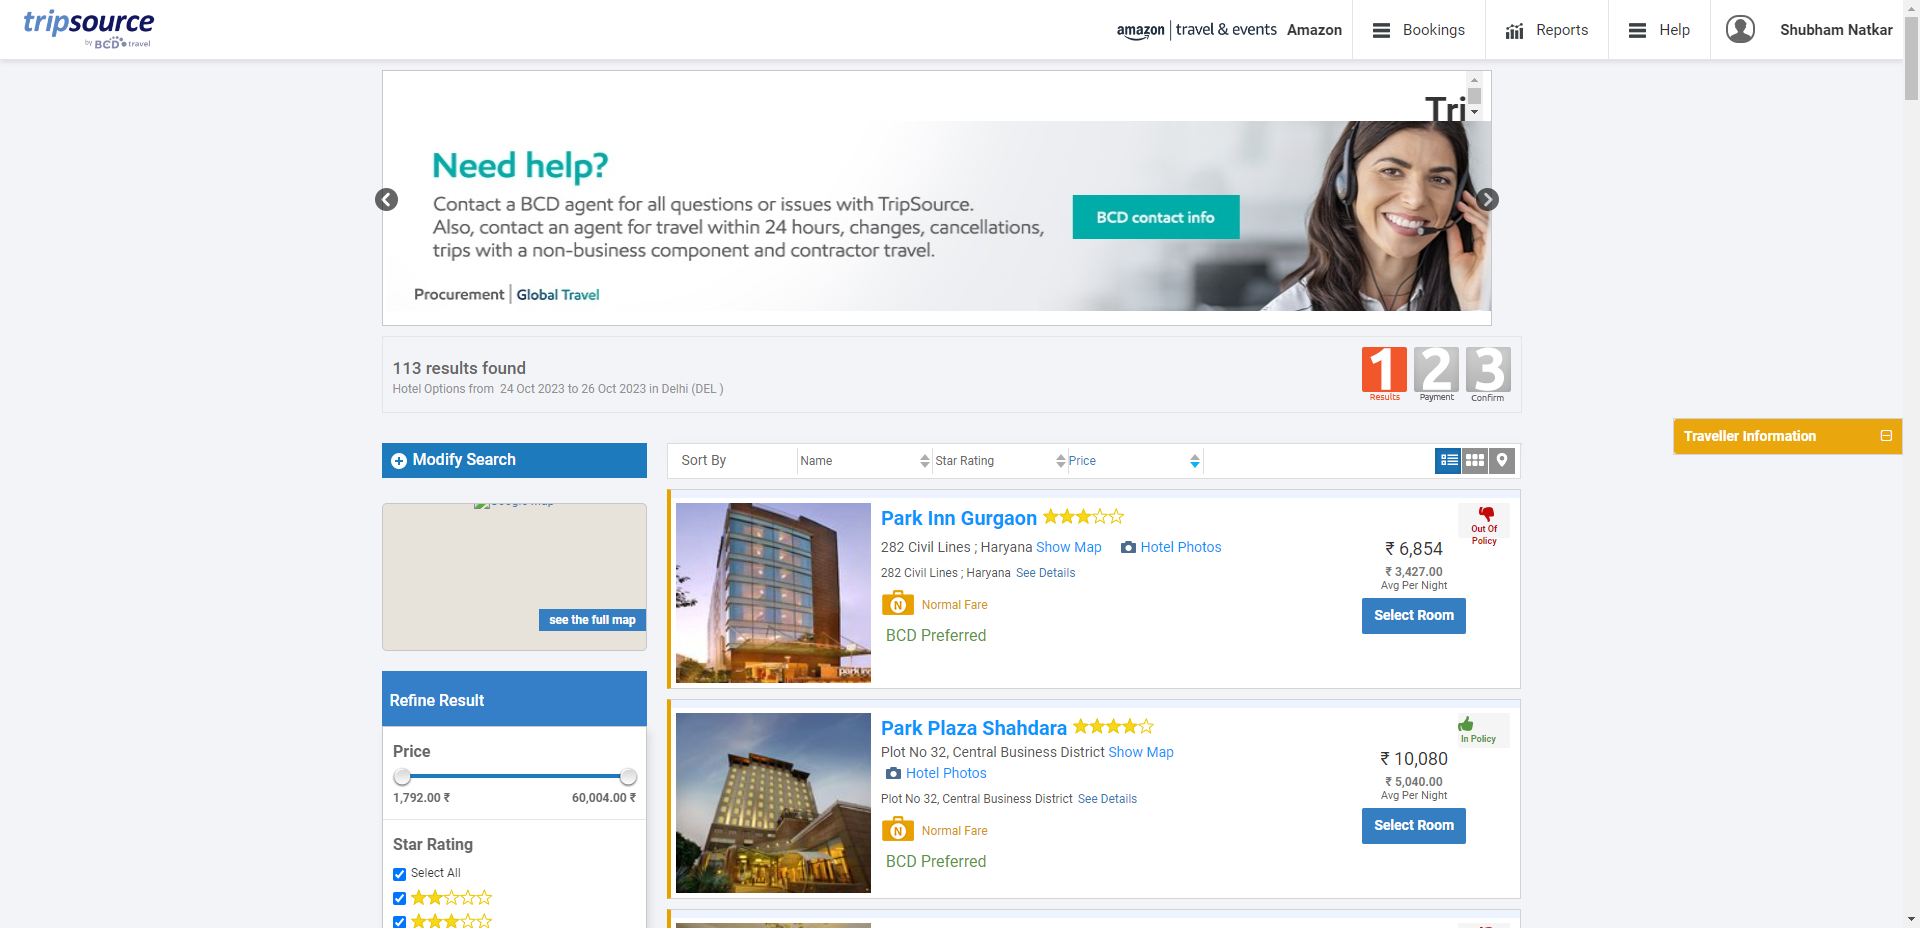 tripsource
by BCD travel
amazon | travel & events Amazon
Bookings
Reports
Help
Shubham Natkar
Tri
Need help?
Contact a BCD agent for all questions or issues with TripSource.
Also, contact an agent for travel within 24 hours, changes, cancellations,
trips with a non-business component and contractor travel.
BCD contact info
Procurement | Global Travel
113 results found
Hotel Options from 24 Oct 2023 to 26 Oct 2023 in Delhi (DEL )
1 2 3
Results Payment Confirm
Traveller Information
Modify Search
Sort By Name Star Rating Price
see the full map
Refine Result
Price
1,792.00 ₹ 60,004.00 ₹
Star Rating
Select All
Park Inn Gurgaon
282 Civil Lines ; Haryana Show Map Hotel Photos
282 Civil Lines ; Haryana See Details
N Normal Fare
BCD Preferred
Out Of
Policy
₹ 6,854
₹ 3,427.00
Avg Per Night
Select Room
Park Plaza Shahdara
Plot No 32, Central Business District Show Map
Hotel Photos
Plot No 32, Central Business District See Details
N Normal Fare
BCD Preferred
In Policy
₹ 10,080
₹ 5,040.00
Avg Per Night
Select Room